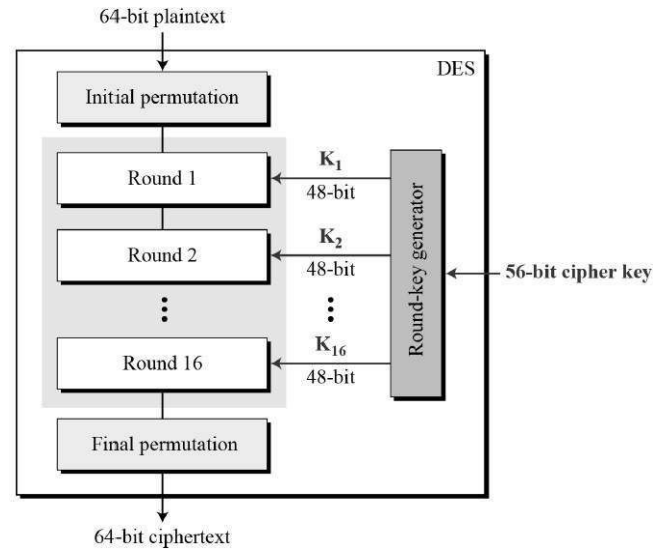 64-bit plaintext
DES
Initial permutation
Round 1
K1
48-bit
Round 2
K2
48-bit
Round-key generator
56-bit cipher key
Round 16
K16
48-bit
Final permutation
64-bit ciphertext